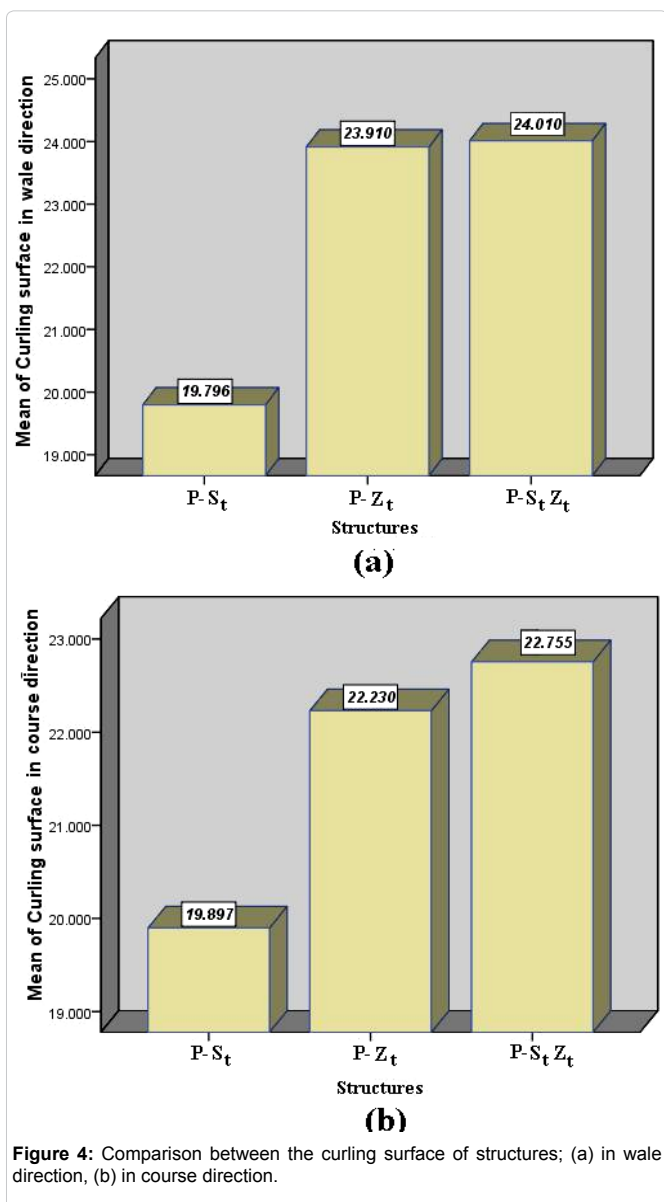 Mean of Curling surface in wale direction
25.000
24.000
23.000
22.000
21.000
20.000
19.000
19.796
23.910
24.010
P- St
P- Zt
P- St Zt
Structures
(a)
Mean of Curling surface in course direction
23.000
22.000
21.000
20.000
19.000
19.897
22.230
22.755
P- St
P- Zt
P- St Zt
Structures
(b)
Figure 4: Comparison between the curling surface of structures; (a) in wale
direction, (b) in course direction.